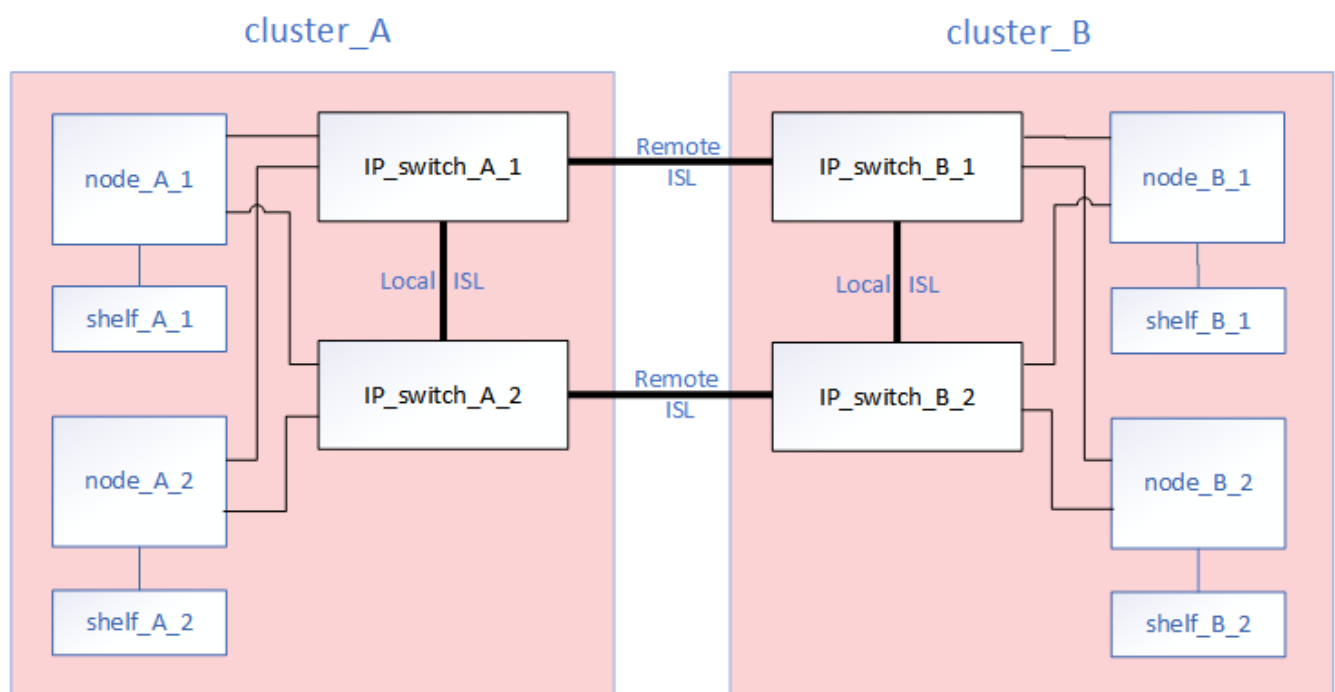 cluster_A
cluster_B
node_A_1
IP_switch_A_1
Remote
ISL
IP_switch_B_1
node_B_1
Local ISL
Local ISL
shelf_A_1
shelf_B_1
IP_switch_A_2
Remote
ISL
IP_switch_B_2
node_A_2
node_B_2
shelf_A_2
shelf_B_2